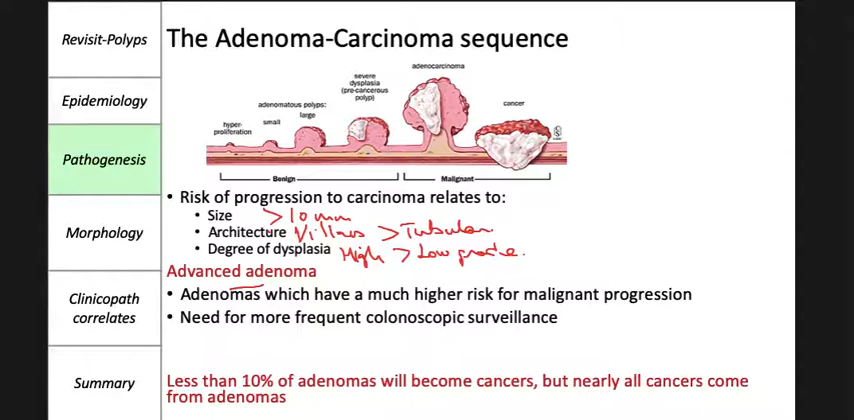 Revisit-Polyps
Epidemiology
Pathogenesis
Morphology
Clinicopath
correlates
Summary
The Adenoma-Carcinoma sequence
adenocarcinoma
severe
dysplasia
(pre-cancerous
polyp)
cancer
adenomatous polyps:
large
small
hyper-
proliferation
Benign
Malignant
• Risk of progression to carcinoma relates to:
• Size >10 mm
• Architecture Villous > Tubular
• Degree of dysplasia High > Low grade.
Advanced adenoma
• Adenomas which have a much higher risk for malignant progression
• Need for more frequent colonoscopic surveillance
Less than 10% of adenomas will become cancers, but nearly all cancers come
from adenomas